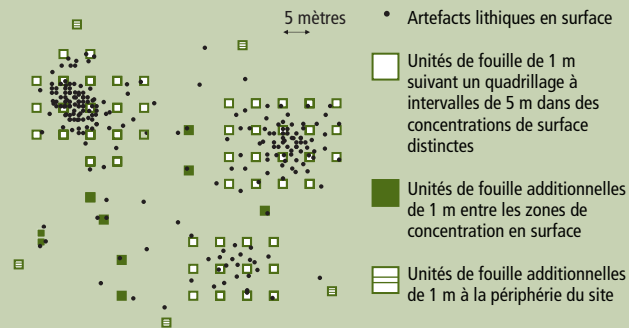 5 mètres
Artefacts lithiques en surface
Unités de fouille de 1 m
suivant un quadrillage à
intervalles de 5 m dans des
concentrations de surface
distinctes
Unités de fouille additionnelles
de 1 m entre les zones de
concentration en surface
Unités de fouille additionnelles
de 1 m à la périphérie du site